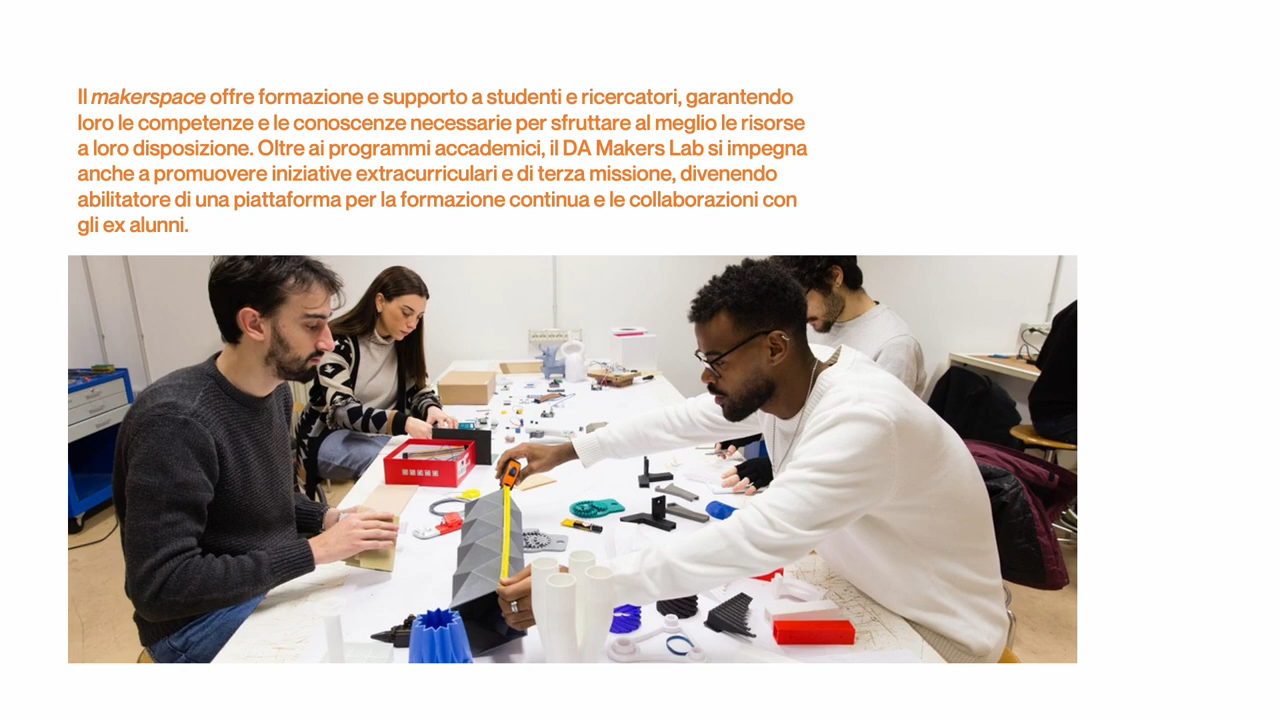 Il makerspace offre formazione e supporto a studenti e ricercatori, garantendo
loro le competenze e le conoscenze necessarie per sfruttare al meglio le risorse
a loro disposizione. Oltre ai programmi accademici, il DA Makers Lab si impegna
anche a promuovere iniziative extracurriculari e di terza missione, divenendo
abilitatore di una piattaforma per la formazione continua e le collaborazioni con
gli ex alunni.